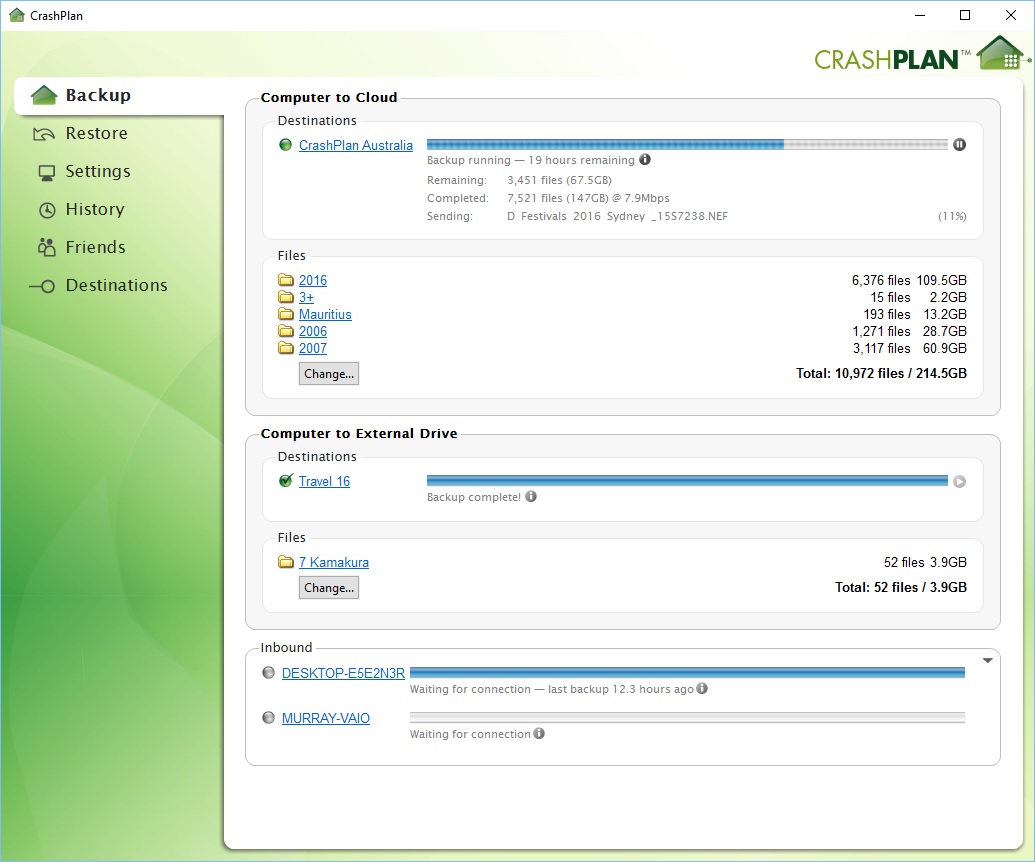 CrashPlan
CRASHPLAN™
Backup
Restore
Settings
History
Friends
Destinations
Computer to Cloud
Destinations
CrashPlan Australia
Backup running — 19 hours remaining
Remaining: 3,451 files (67.5GB)
Completed: 7,521 files (147GB) @ 7.9Mbps
Sending: D Festivals 2016 Sydney _15S7238.NEF (11%)
Files
2016 6,376 files 109.5GB
3+ 15 files 2.2GB
Mauritius 193 files 13.2GB
2006 1,271 files 28.7GB
2007 3,117 files 60.9GB
Change... Total: 10,972 files / 214.5GB
Computer to External Drive
Destinations
Travel 16
Backup complete!
Files
7 Kamakura 52 files 3.9GB
Change... Total: 52 files / 3.9GB
Inbound
DESKTOP-E5E2N3R
Waiting for connection — last backup 12.3 hours ago
MURRAY-VAIO
Waiting for connection